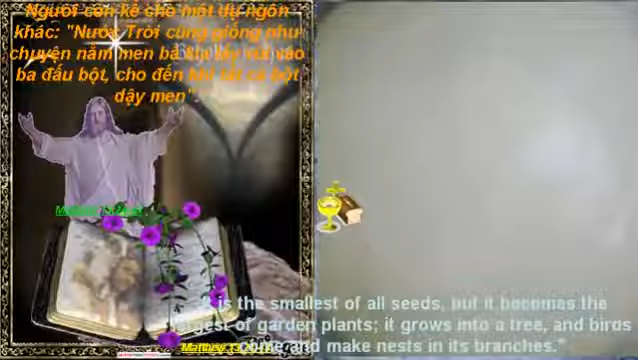 Người còn kể cho một dụ ngôn
khác: "Nước Trời cũng giống như
chuyện nắm men bà kia lấy vùi vào
ba đấu bột, cho đến khi tất cả bột
dậy men".
is the smallest of all seeds, but it becomes the
largest of garden plants; it grows into a tree, and birds
come and make nests in its branches."